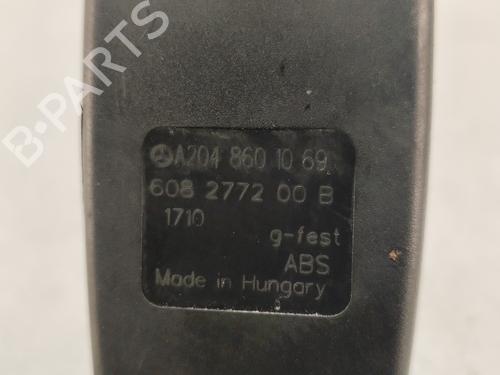 B-PARTS
A204 860 10 69
608 2772 00 B
1710
g-fest
ABS
Made in Hungary